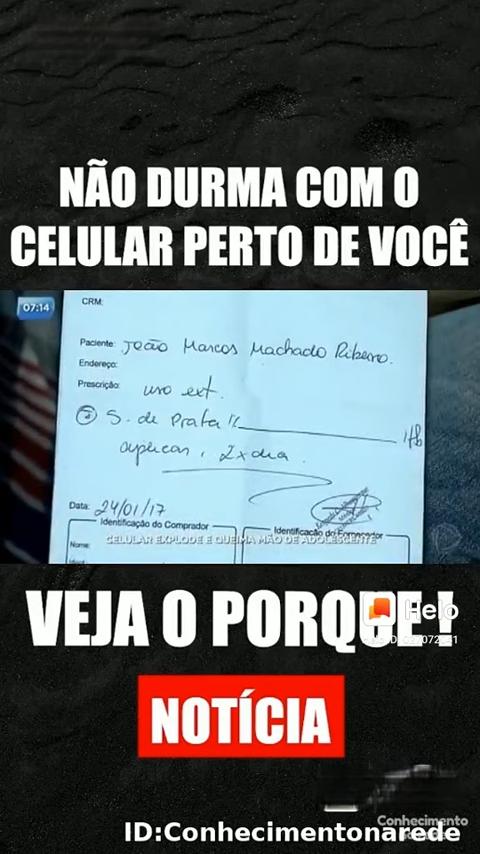 NÃO DURMA COM O
CELULAR PERTO DE VOCÊ
07:14
CRM:
Paciente: João Marcos Machado Ribeiro.
Endereço:
Prescrição: uso ext.
S. de Prata 1%
aplicar, 2x dia.
Data: 24/01/17
Identificação do Comprador
Identificação do Fornecedor
Nome:
CELULAR EXPLODE E QUEIMA MÃO DE ADOLESCENTE
VEJA O PORQUE!
Helo
NOTÍCIA
Conhecimento
ID:Conhecimentonarede